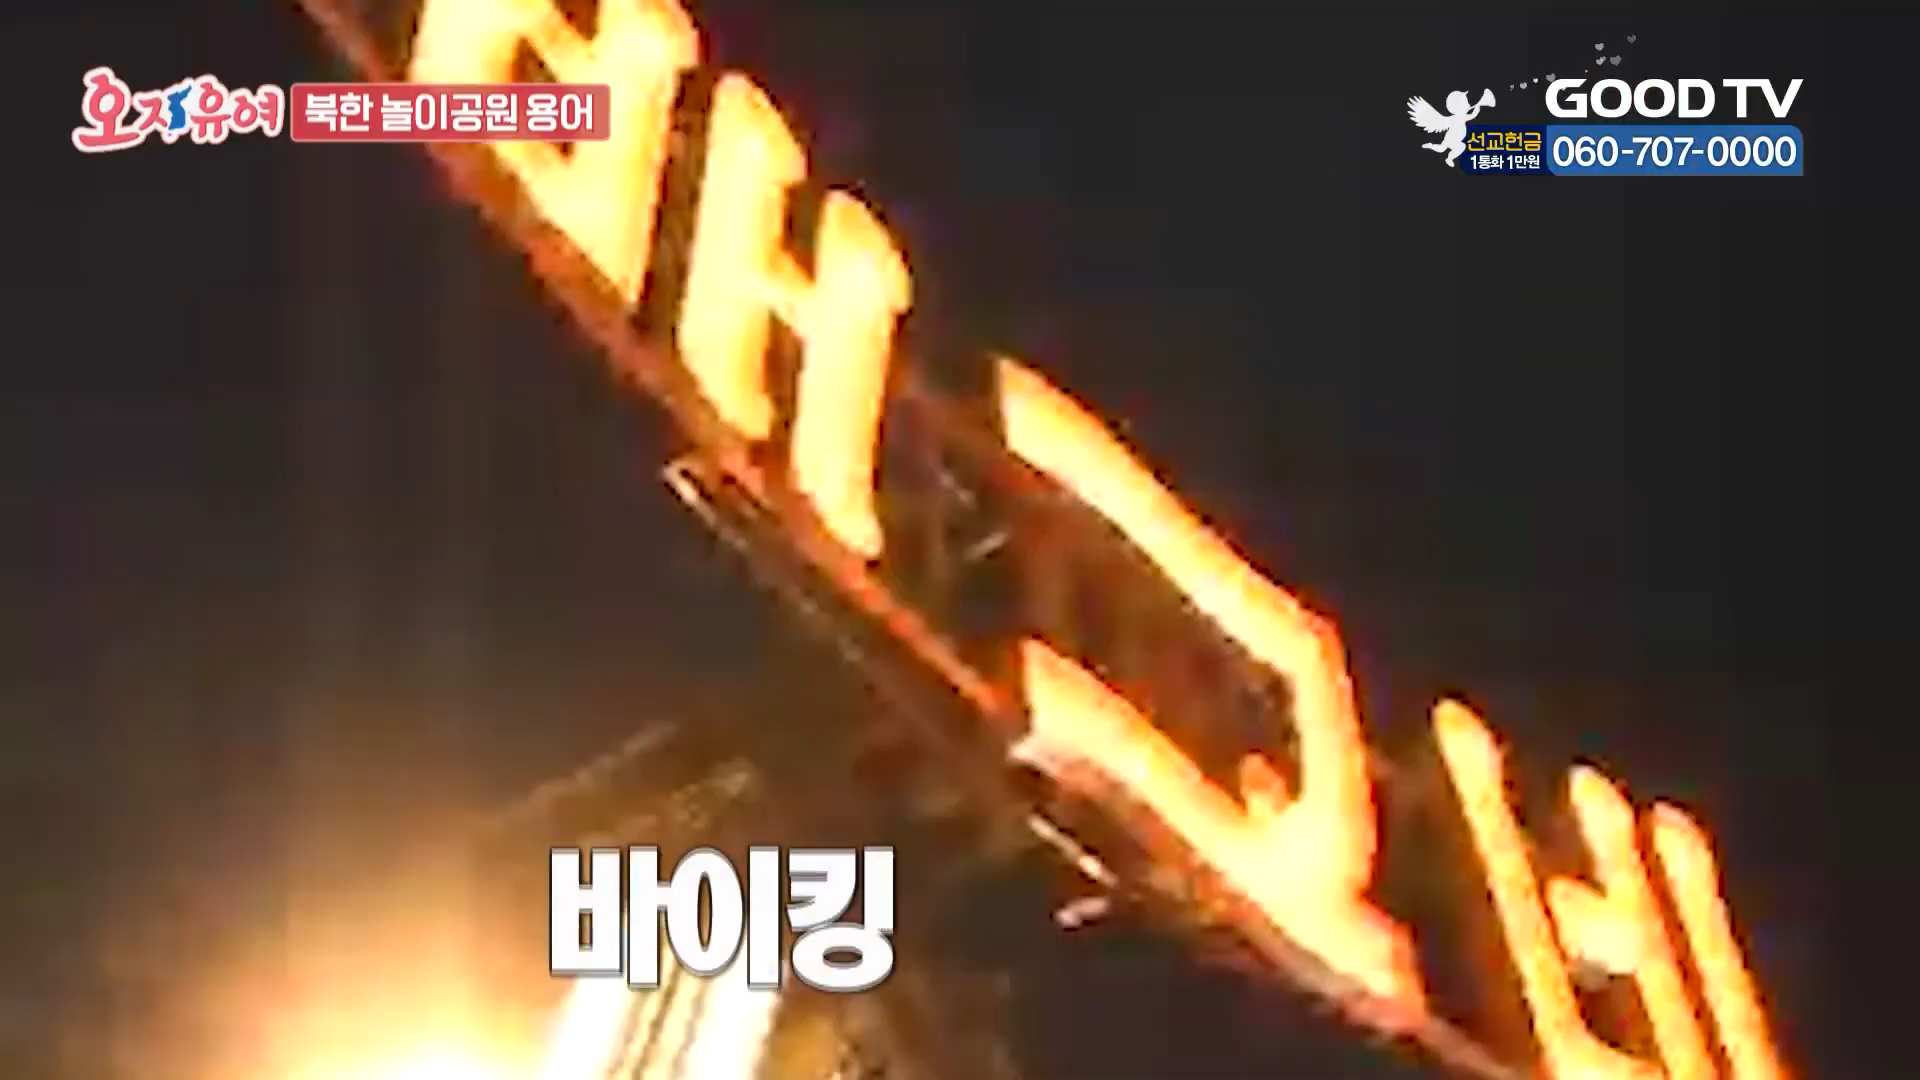 오지유여
북한 놀이공원 용어
GOOD TV
선교헌금
1통화 1만원
060-707-0000
바이킹